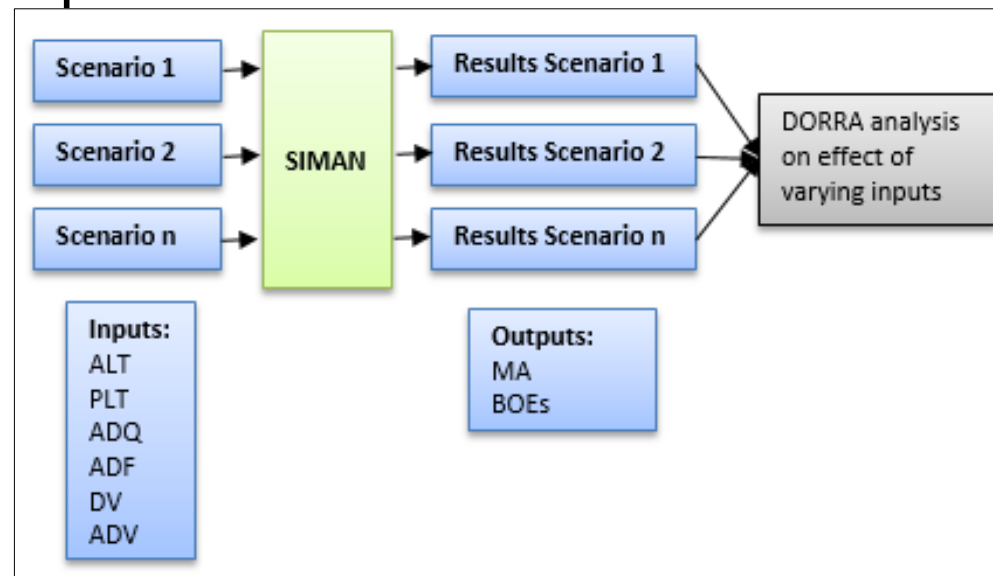 Scenario 1
Scenario 2
Scenario n
SIMAN
Results Scenario 1
Results Scenario 2
Results Scenario n
DORRA analysis
on effect of
varying inputs
Inputs:
ALT
PLT
ADQ
ADF
DV
ADV
Outputs:
MA
BOEs